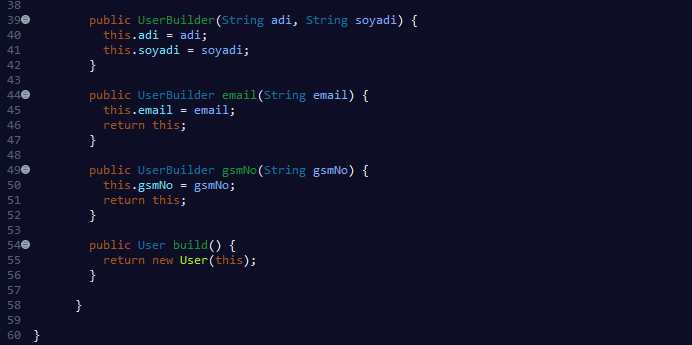 38
39 public UserBuilder(String adi, String soyadi) {
40 this.adi = adi;
41 this.soyadi = soyadi;
42 }
43
44 public UserBuilder email(String email) {
45 this.email = email;
46 return this;
47 }
48
49 public UserBuilder gsmNo(String gsmNo) {
50 this.gsmNo = gsmNo;
51 return this;
52 }
53
54 public User build() {
55 return new User(this);
56 }
57
58 }
59
60 }